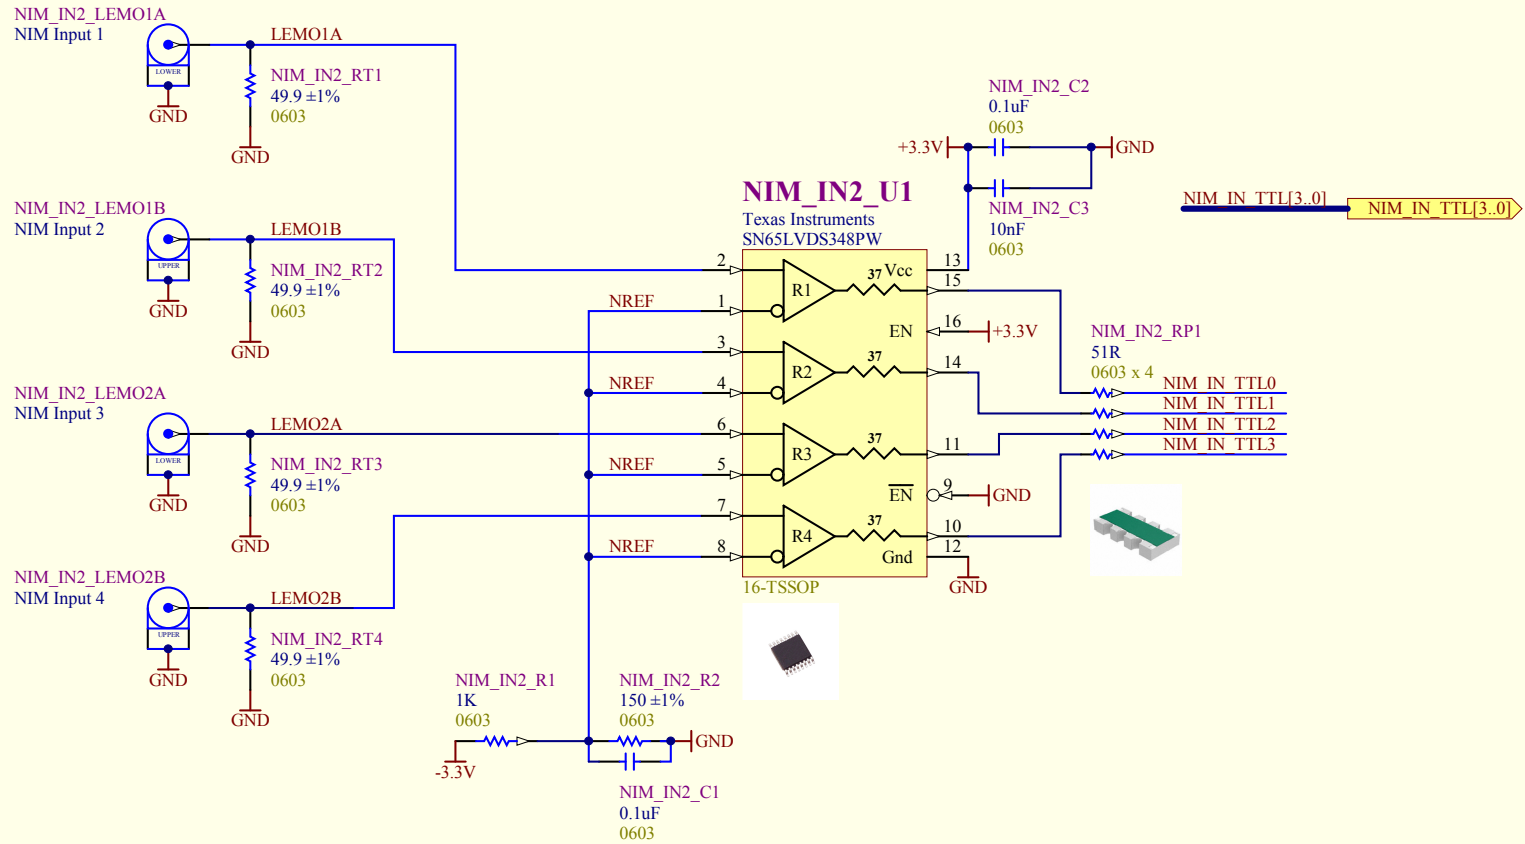 NIM_IN2_LEMO1A
NIM Input 1
LOWER
GND
LEMO1A
NIM_IN2_RT1
49.9 ±1%
0603
GND
NIM_IN2_LEMO1B
NIM Input 2
UPPER
GND
LEMO1B
NIM_IN2_RT2
49.9 ±1%
0603
GND
NIM_IN2_LEMO2A
NIM Input 3
LOWER
GND
LEMO2A
NIM_IN2_RT3
49.9 ±1%
0603
GND
NIM_IN2_LEMO2B
NIM Input 4
UPPER
GND
LEMO2B
NIM_IN2_RT4
49.9 ±1%
0603
GND
NREF
NREF
NREF
NREF
NIM_IN2_U1
Texas Instruments
SN65LVDS348PW
2
1
3
4
6
5
7
8
R1
37
Vcc
EN
R2
37
R3
37
EN
R4
37
Gnd
13
15
16
14
11
9
10
12
16-TSSOP
+3.3V
GND
GND
NIM_IN2_C2
0.1uF
0603
+3.3V
GND
NIM_IN2_C3
10nF
0603
NIM_IN_TTL[3..0]
NIM_IN_TTL[3..0]
NIM_IN2_RP1
51R
0603 x 4
NIM_IN_TTL0
NIM_IN_TTL1
NIM_IN_TTL2
NIM_IN_TTL3
NIM_IN2_R1
1K
0603
-3.3V
NIM_IN2_R2
150 ±1%
0603
GND
NIM_IN2_C1
0.1uF
0603